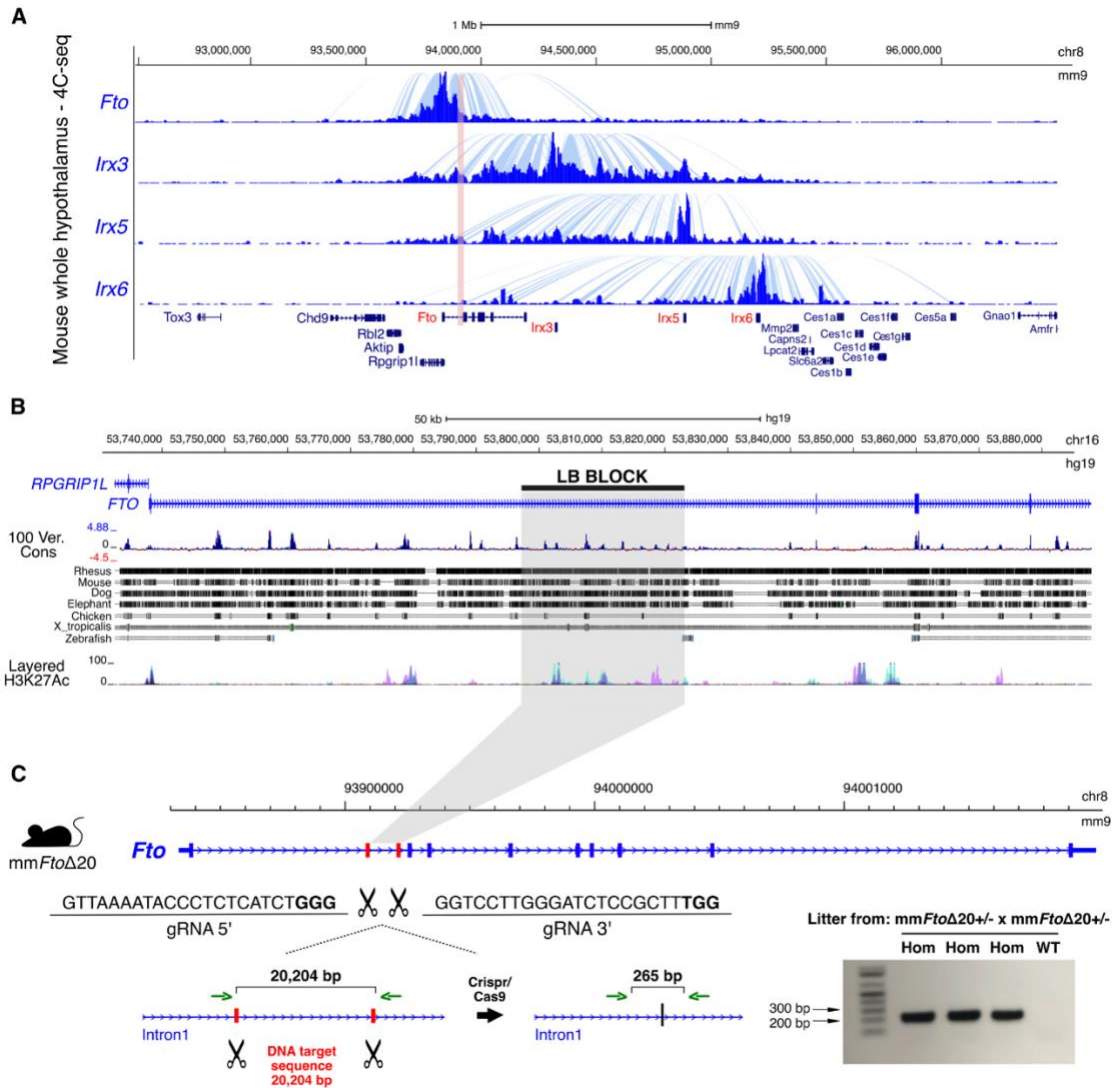 A
1 Mb mm9
93,000,000 93,500,000 94,000,000 94,500,000 95,000,000 95,500,000 96,000,000 chr8
mm9
Mouse whole hypothalamus - 4C-seq
Fto
Irx3
Irx5
Irx6
Tox3 Chd9 Fto Irx5 Irx6 Ces1a Ces1f Ces5a Gnao1
Rbl2 Irx3 Mmp2 Ces1c Ces1g Amfr
Aktip Capns2 Ces1d
Rpgrip1l Lpcat2 Ces1e
Slc6a2
Ces1b
B
50 kb hg19
53,740,000 53,750,000 53,760,000 53,770,000 53,780,000 53,790,000 53,800,000 53,810,000 53,820,000 53,830,000 53,840,000 53,850,000 53,860,000 53,870,000 53,880,000 chr16
hg19
RPGRIP1L
LB BLOCK
FTO
4.88
100 Ver.
Cons
0
-4.5
Rhesus
Mouse
Dog
Elephant
Chicken
X_tropicalis
Zebrafish
Layered
H3K27Ac
100
0
C
93900000 94000000 94001000 chr8
mm9
mmFtoΔ20
Fto
GTTAAAATACCCTCTCATCTGGG GGTCCTTGGGATCTCCGCTTTGG
gRNA 5' gRNA 3'
Litter from: mmFtoΔ20+/- x mmFtoΔ20+/-
Hom Hom Hom WT
20,204 bp
Crispr/
Cas9
265 bp
300 bp
200 bp
Intron1 Intron1
DNA target
sequence
20,204 bp